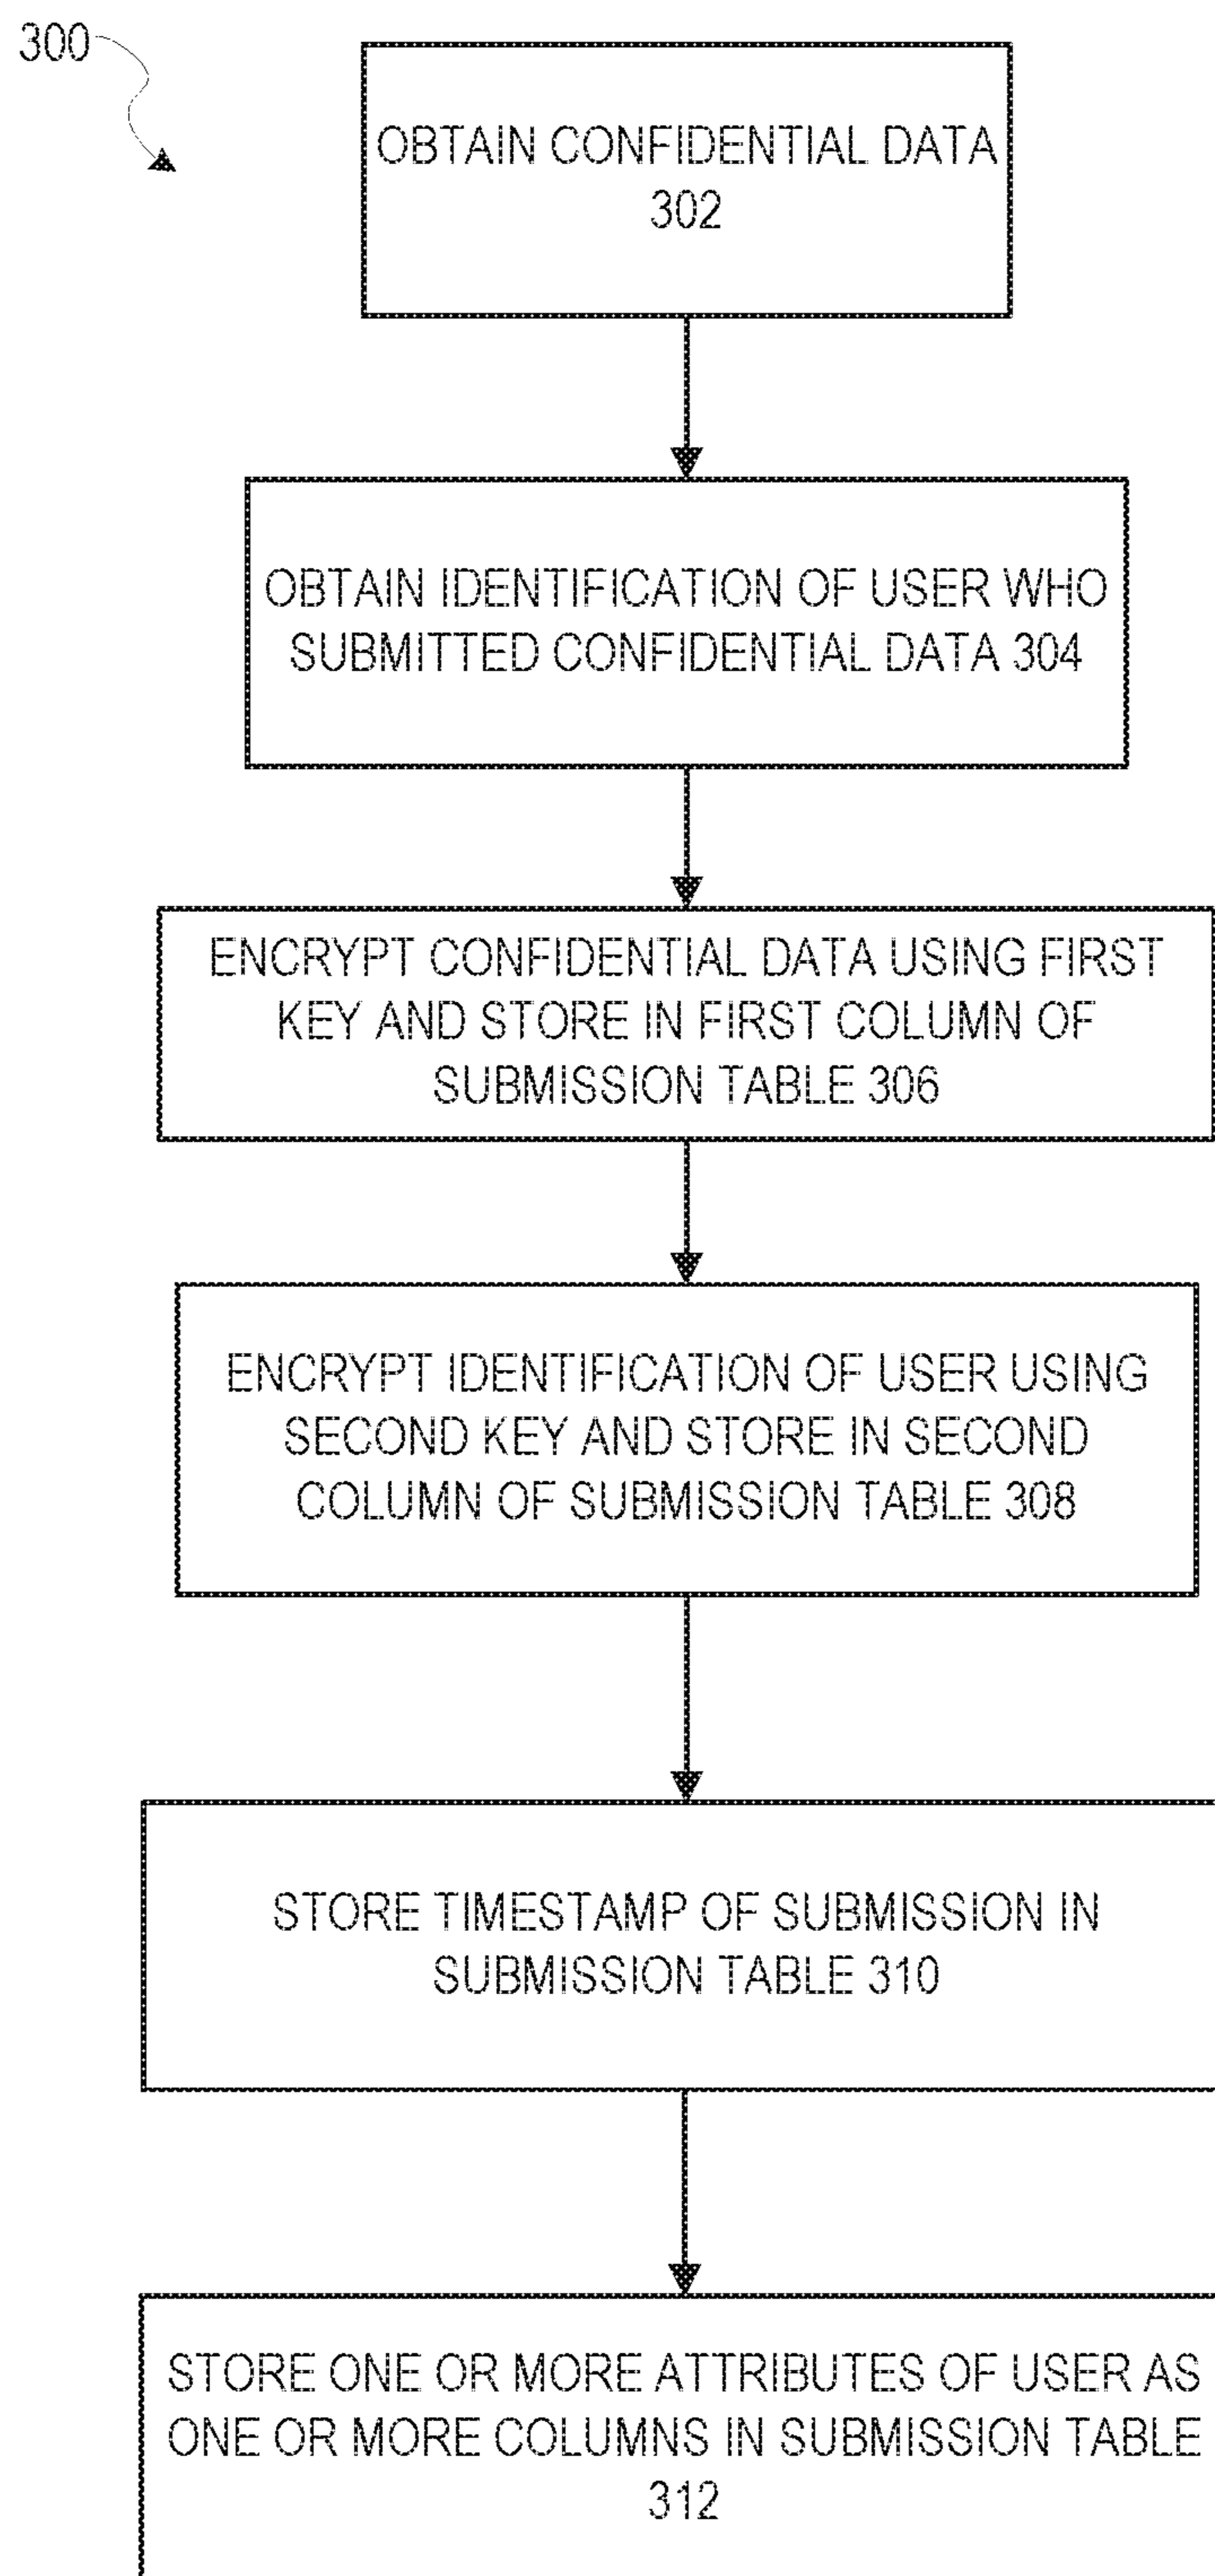 300
OBTAIN CONFIDENTIAL DATA
302
OBTAIN IDENTIFICATION OF USER WHO
SUBMITTED CONFIDENTIAL DATA 304
ENCRYPT CONFIDENTIAL DATA USING FIRST
KEY AND STORE IN FIRST COLUMN OF
SUBMISSION TABLE 306
ENCRYPT IDENTIFICATION OF USER USING
SECOND KEY AND STORE IN SECOND
COLUMN OF SUBMISSION TABLE 308
STORE TIMESTAMP OF SUBMISSION IN
SUBMISSION TABLE 310
STORE ONE OR MORE ATTRIBUTES OF USER AS
ONE OR MORE COLUMNS IN SUBMISSION TABLE
312